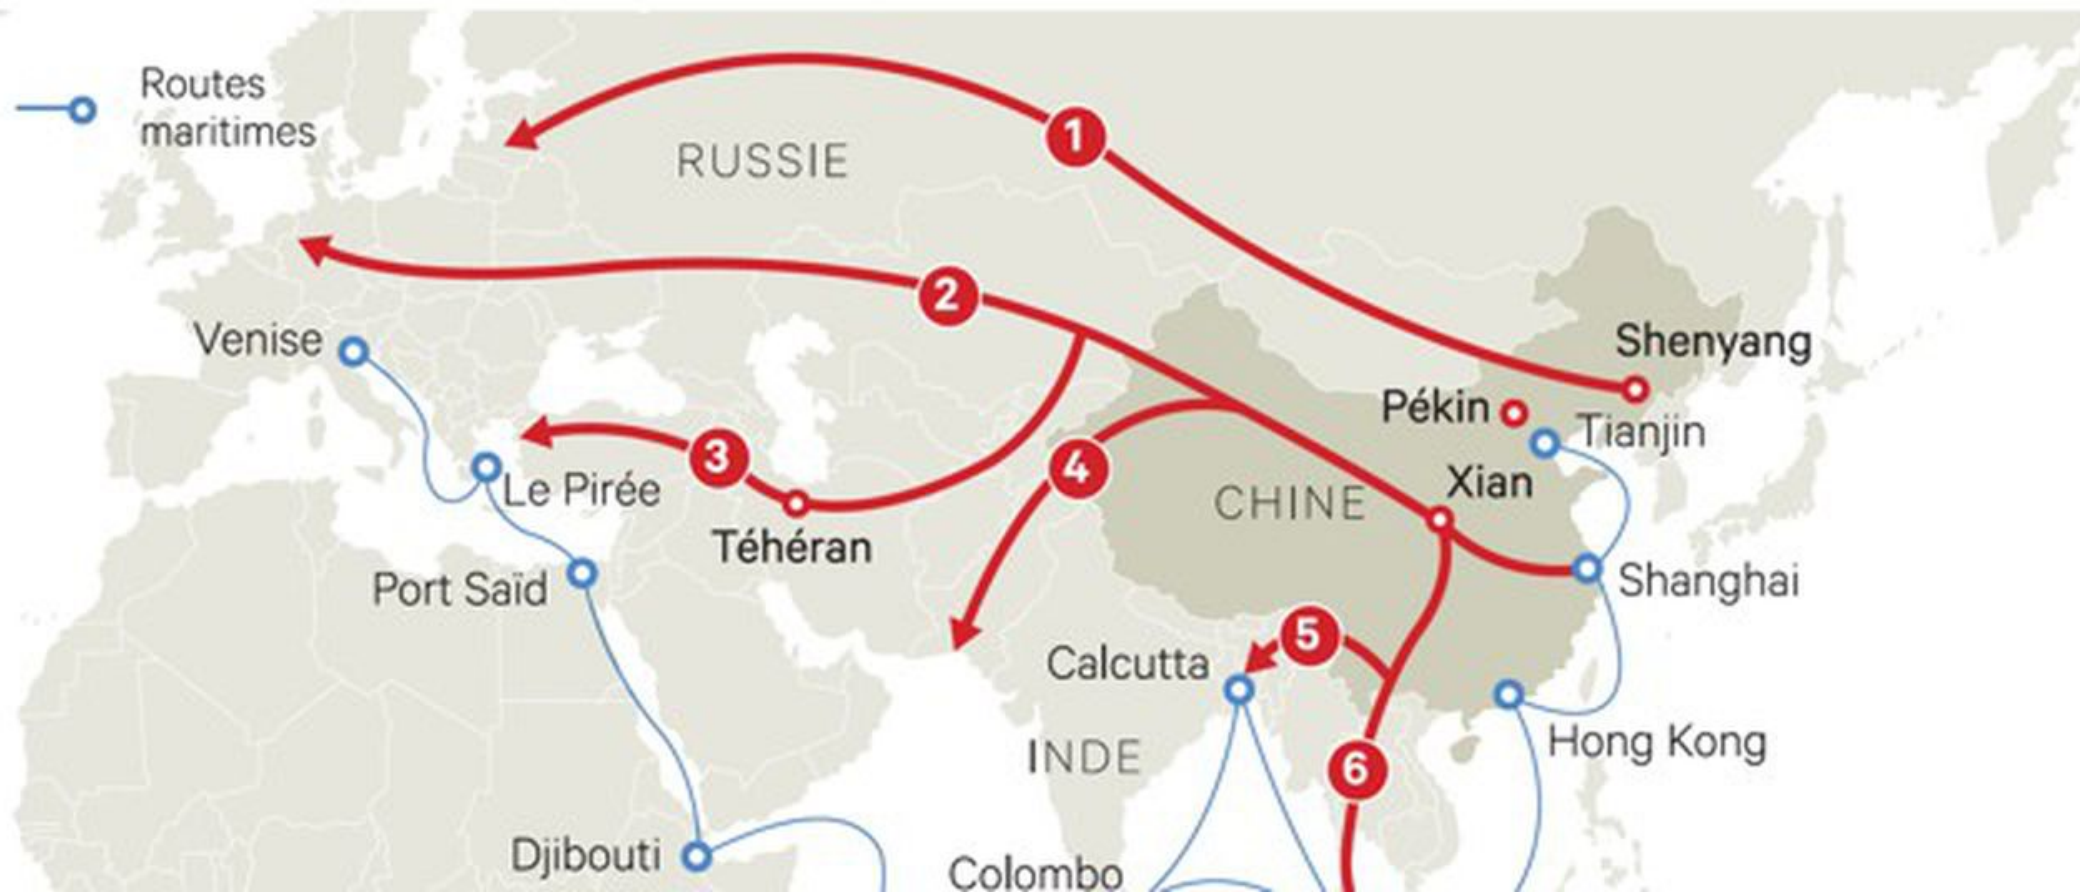 Routes
maritimes
1
RUSSIE
2
Venise
Shenyang
Pékin
Tianjin
3
4
Xian
Le Pirée
CHINE
Téhéran
Port Saïd
Shanghai
5
Calcutta
Hong Kong
INDE
6
Djibouti
Colombo